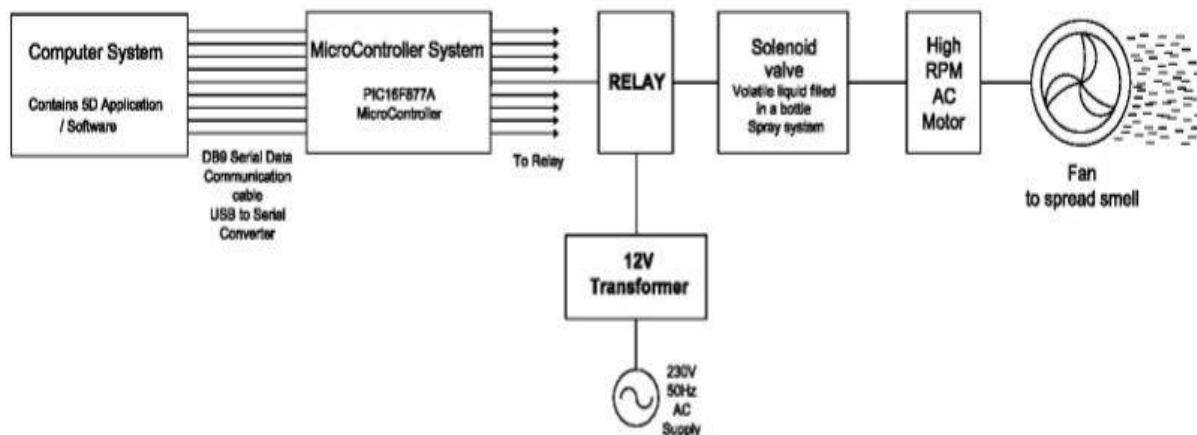 Computer System
Contains 5D Application
/ Software
DB9 Serial Data
Communication
cable
USB to Serial
Converter
MicroController System
PIC16F877A
MicroController
To Relay
RELAY
12V
Transformer
230V
50Hz
AC
Supply
Solenoid
valve
Volatile liquid filled
in a bottle
Spray system
High
RPM
AC
Motor
Fan
to spread smell